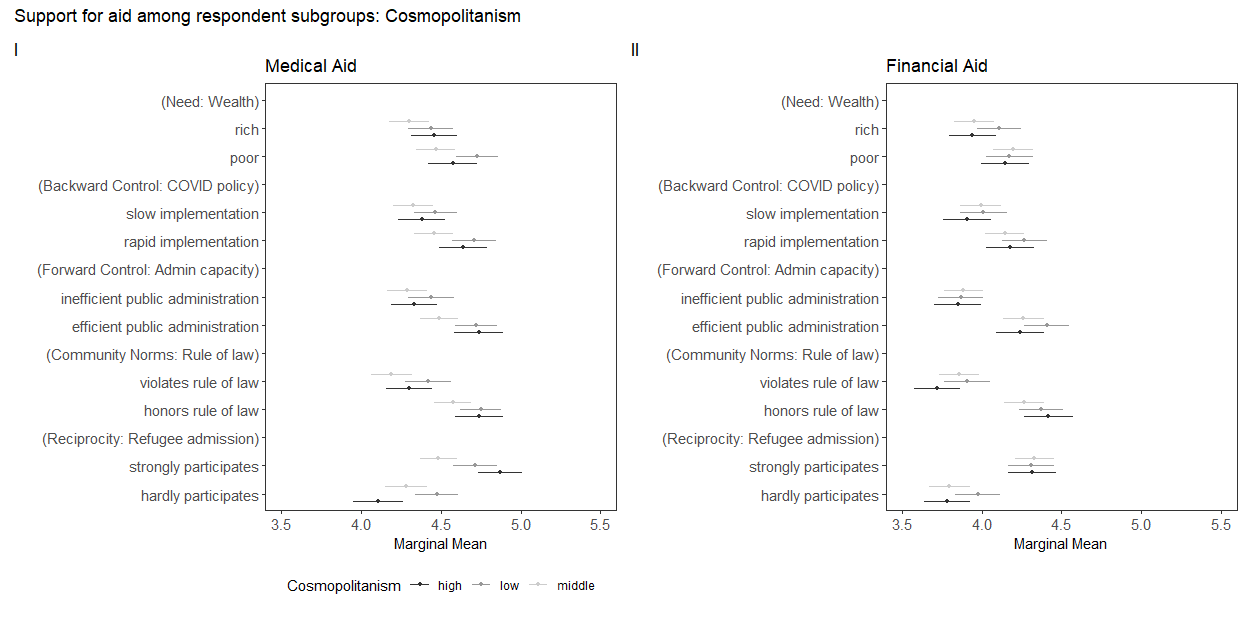 Support for aid among respondent subgroups: Cosmopolitanism
I
Medical Aid
(Need: Wealth)
rich
poor
(Backward Control: COVID policy)
slow implementation
rapid implementation
(Forward Control: Admin capacity)
inefficient public administration
efficient public administration
(Community Norms: Rule of law)
violates rule of law
honors rule of law
(Reciprocity: Refugee admission)
strongly participates
hardly participates
3.5 4.0 4.5 5.0 5.5
Marginal Mean
II
Financial Aid
(Need: Wealth)
rich
poor
(Backward Control: COVID policy)
slow implementation
rapid implementation
(Forward Control: Admin capacity)
inefficient public administration
efficient public administration
(Community Norms: Rule of law)
violates rule of law
honors rule of law
(Reciprocity: Refugee admission)
strongly participates
hardly participates
3.5 4.0 4.5 5.0 5.5
Marginal Mean
Cosmopolitanism high low middle